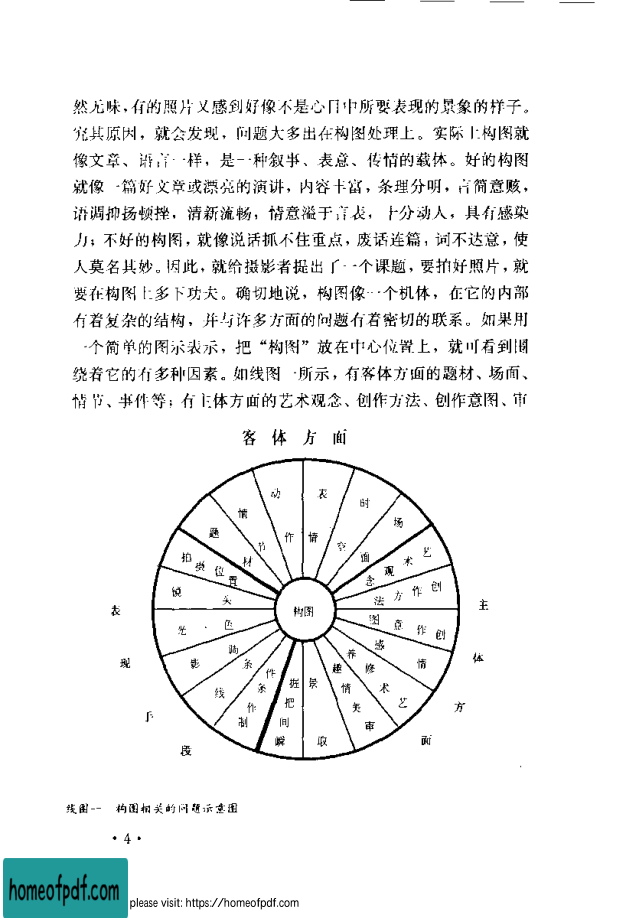 然无味，有的照片又感到好像不是心目中所要表现的景象的样子。
究其原因，就会发现，问题大多出在构图处理上。实际上构图就
像文章、语言一样，是一种叙事、表意、传情的载体。好的构图
就像一篇好文章或漂亮的演讲，内容丰富，条理分明，言简意赅，
语调抑扬顿挫，清新流畅，情意溢于言表，十分动人，具有感染
力；不好的构图，就像说话抓不住重点，废话连篇，词不达意，使
人莫名其妙。因此，就给摄影者提出了一个课题，要拍好照片，就
要在构图上多下功夫。确切地说，构图像一个机体，在它的内部
有着复杂的结构，并与许多方面的问题有着密切的联系。如果用
一个简单的图示表示，把“构图”放在中心位置上，就可看到围
绕着它的有多种因素。如线图一所示，有客体方面的题材、场面、
情节、事件等；有主体方面的艺术观念、创作方法、创作意图、审
客体方面
题材
情节
动作
表情
时空
场面
艺术观念
创作方法
创作意图
情感
艺术修养
审美情趣
取景
瞬间把握
制作条件
线条
影调
光色
镜头
拍摄位置
构图
主体方面
表现手段
线图一 构图相关的问题示意图
·4·
homeofpdf.com
please visit: https://homeofpdf.com